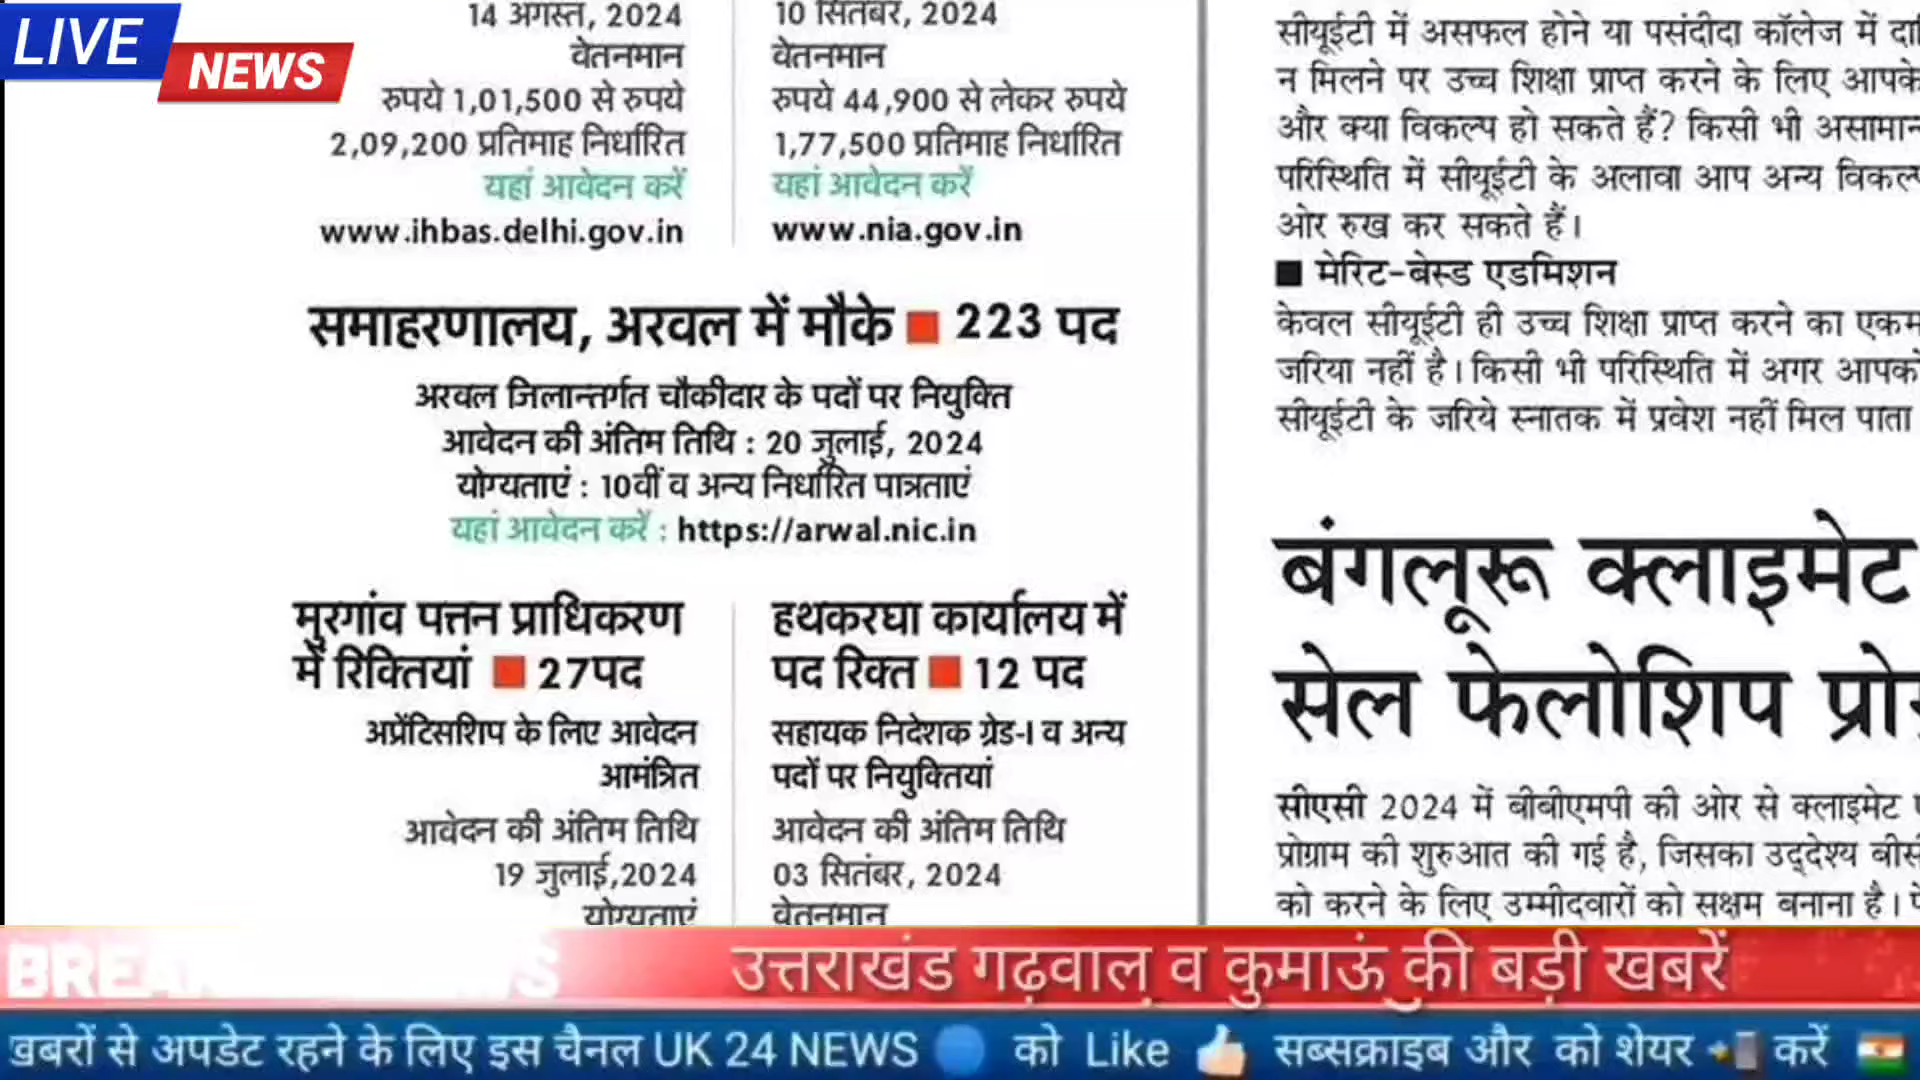 LIVE
NEWS
14 अगस्त, 2024
वेतनमान
रुपये 1,01,500 से रुपये
2,09,200 प्रतिमाह निर्धारित
यहां आवेदन करें
www.ihbas.delhi.gov.in
10 सितंबर, 2024
वेतनमान
रुपये 44,900 से लेकर रुपये
1,77,500 प्रतिमाह निर्धारित
यहां आवेदन करें
www.nia.gov.in
समाहरणालय, अरवल में मौके ■ 223 पद
अरवल जिलान्तर्गत चौकीदार के पदों पर नियुक्ति
आवेदन की अंतिम तिथि : 20 जुलाई, 2024
योग्यताएं : 10वीं व अन्य निर्धारित पात्रताएं
यहां आवेदन करें : https://arwal.nic.in
मुरगांव पत्तन प्राधिकरण
में रिक्तियां ■ 27पद
अप्रेंटिसशिप के लिए आवेदन
आमंत्रित
आवेदन की अंतिम तिथि
19 जुलाई,2024
योग्यताएं
हथकरघा कार्यालय में
पद रिक्त ■ 12 पद
सहायक निदेशक ग्रेड-I व अन्य
पदों पर नियुक्तियां
आवेदन की अंतिम तिथि
03 सितंबर, 2024
वेतनमान
सीयूईटी में असफल होने या पसंदीदा कॉलेज में
न मिलने पर उच्च शिक्षा प्राप्त करने के लिए आपके
और क्या विकल्प हो सकते हैं? किसी भी
परिस्थिति में सीयूईटी के अलावा आप अन्य
ओर रुख कर सकते हैं।
■ मेरिट-बेस्ड एडमिशन
केवल सीयूईटी ही उच्च शिक्षा प्राप्त करने का
जरिया नहीं है। किसी भी परिस्थिति में अगर
सीयूईटी के जरिये स्नातक में प्रवेश नहीं मिल पाता
बंगलूरू क्लाइमेट
सेल फेलोशिप
सीएसी 2024 में बीबीएमपी की ओर से क्लाइमेट
प्रोग्राम की शुरुआत की गई है, जिसका उद्देश्य
को करने के लिए उम्मीदवारों को सक्षम बनाना है।
उत्तराखंड गढ़वाल व कुमाऊं की बड़ी खबरें
से अपडेट रहने के लिए इस चैनल UK 24 NEWS 🔵 को Like 👍 सब्सक्राइब और को शेयर 📲 करें 🇮🇳